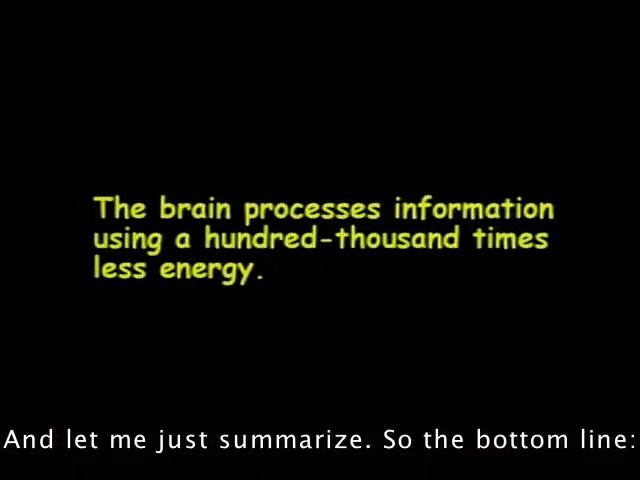 The brain processes information
using a hundred-thousand times
less energy.
And let me just summarize. So the bottom line: